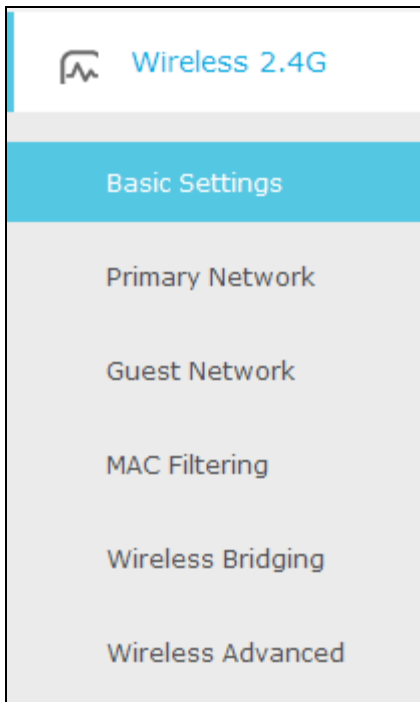 Wireless 2.4G
Basic Settings
Primary Network
Guest Network
MAC Filtering
Wireless Bridging
Wireless Advanced